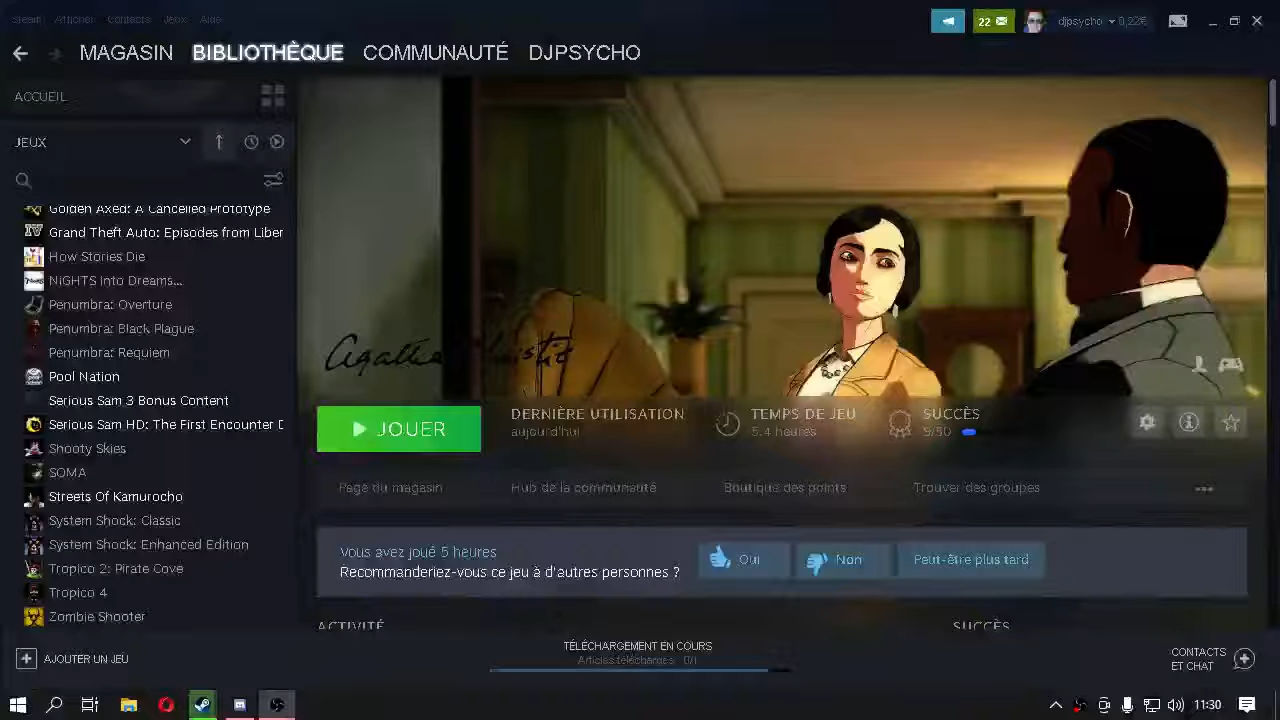 Steam Afficher Contacts Jeux Aide
22 djpsycho 0,22€
MAGASIN BIBLIOTHÈQUE COMMUNAUTÉ DJPSYCHO
ACCUEIL
JEUX
Golden Axed: A Cancelled Prototype
Grand Theft Auto: Episodes from Liber
How Stories Die
NiGHTS Into Dreams...
Penumbra: Overture
Penumbra: Black Plague
Penumbra: Requiem
Pool Nation
Serious Sam 3 Bonus Content
Serious Sam HD: The First Encounter D
Shooty Skies
SOMA
Streets Of Kamurocho
System Shock: Classic
System Shock: Enhanced Edition
Tropico 2: Pirate Cove
Tropico 4
Zombie Shooter
Agatha Christie
JOUER
DERNIÈRE UTILISATION
aujourd'hui
TEMPS DE JEU
5.4 heures
SUCCÈS
9/50
Page du magasin Hub de la communauté Boutique des points Trouver des groupes
Vous avez joué 5 heures
Recommanderiez-vous ce jeu à d'autres personnes ?
Oui Non Peut-être plus tard
ACTIVITÉ SUCCÈS
AJOUTER UN JEU
TÉLÉCHARGEMENT EN COURS
Articles téléchargés : 0/1
CONTACTS
ET CHAT
11:30